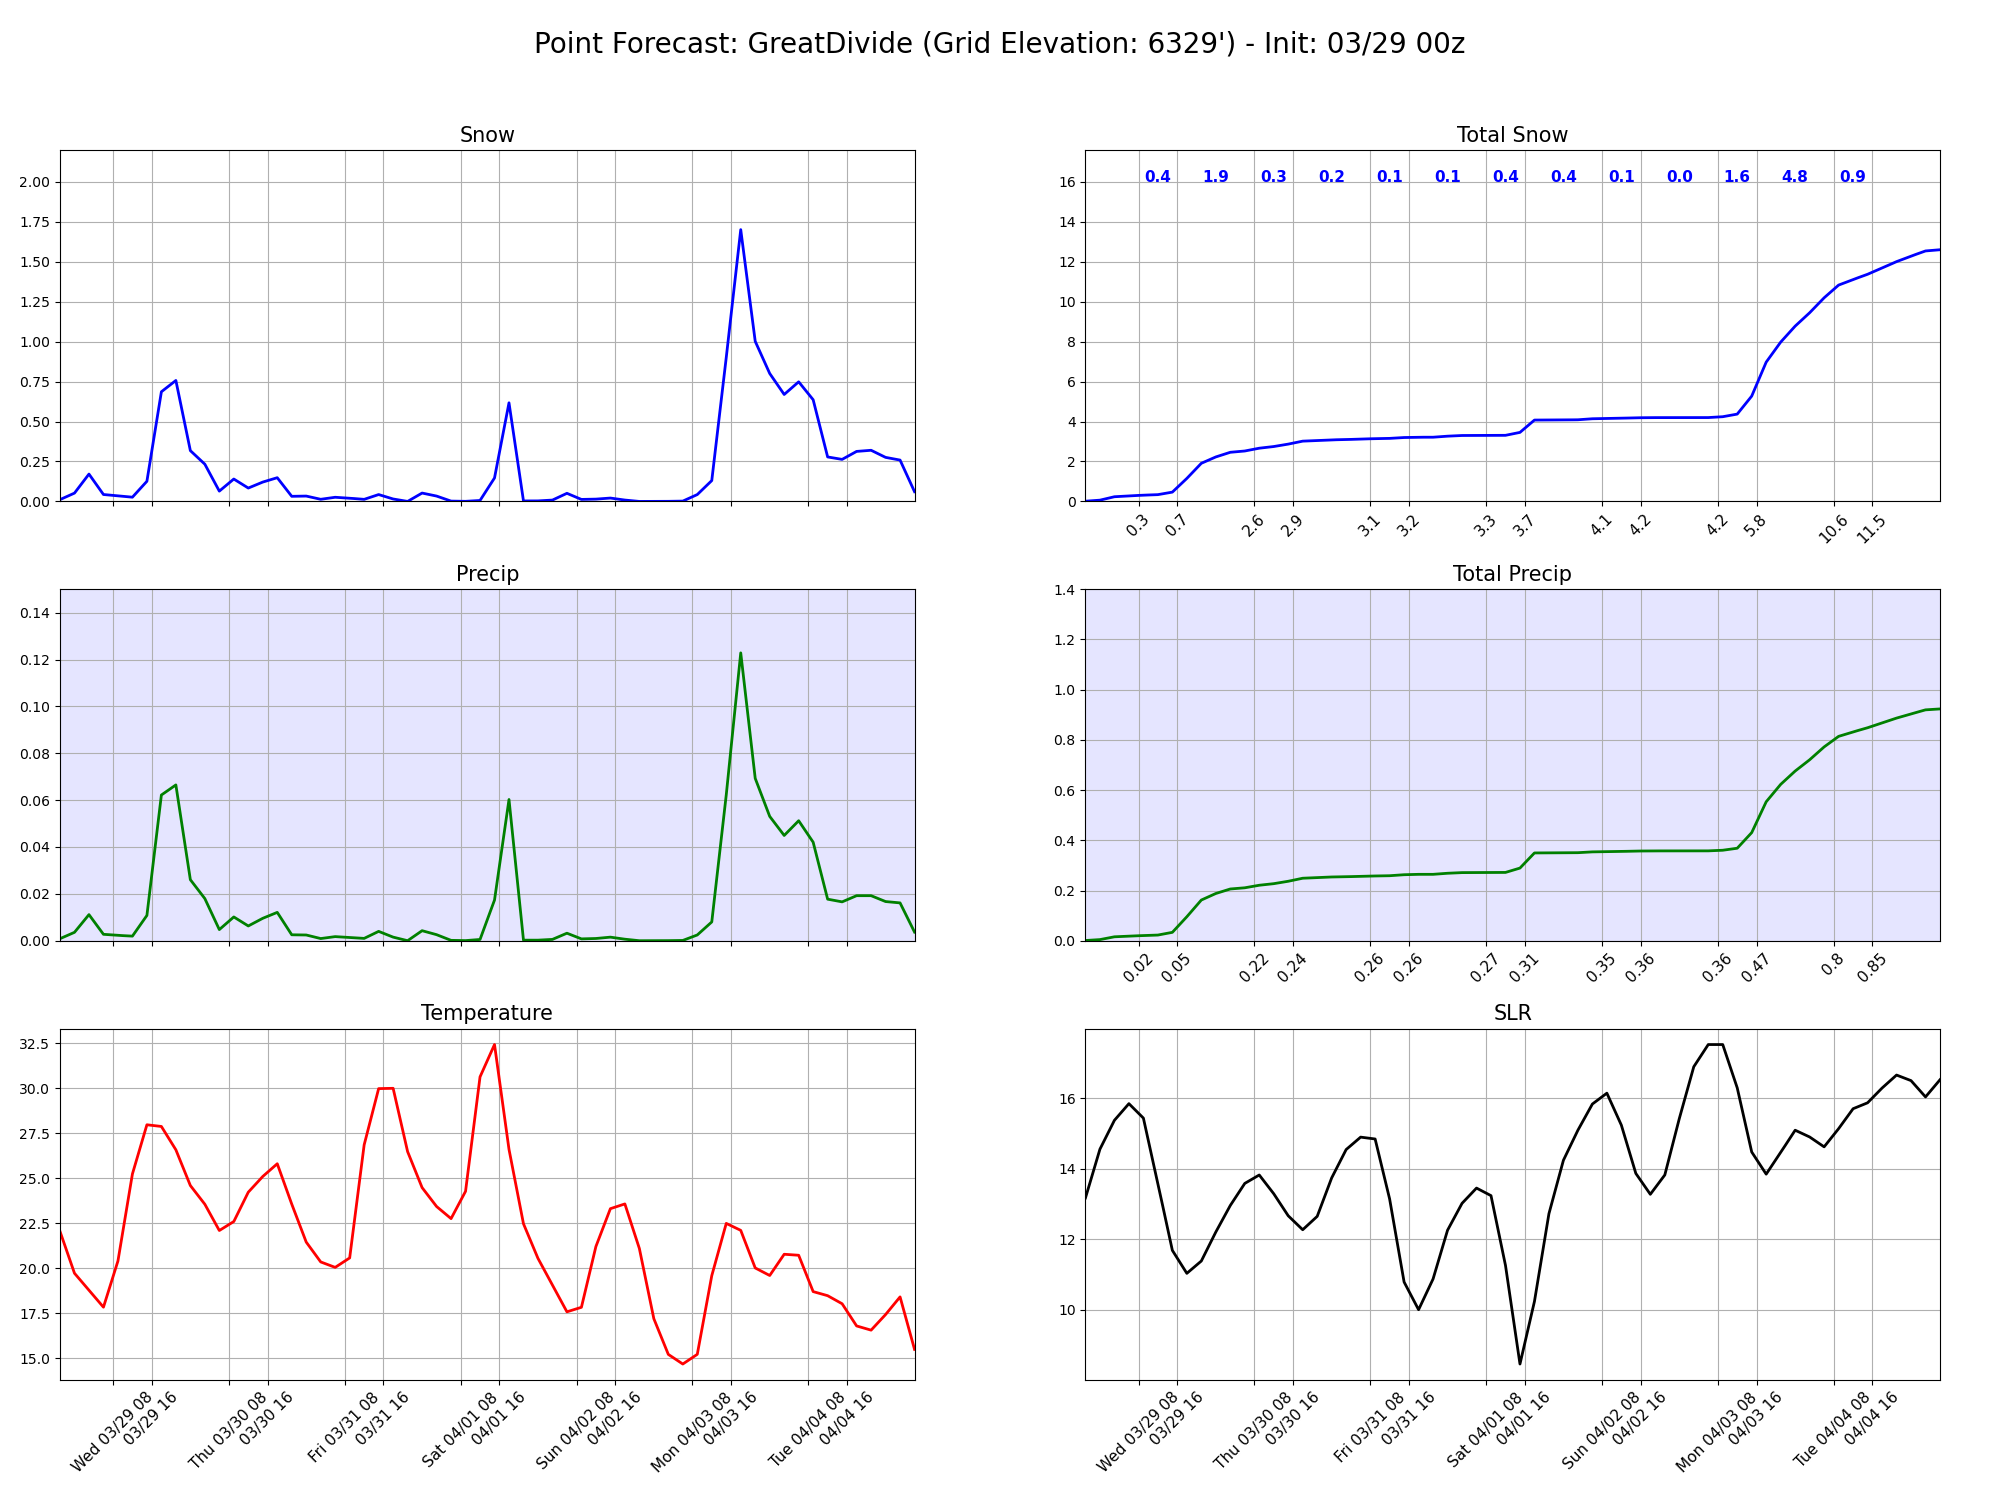 Point Forecast: GreatDivide (Grid Elevation: 6329') - Init: 03/29 00z
Snow
2.00
1.75
1.50
1.25
1.00
0.75
0.50
0.25
0.00
Total Snow
0.4 1.9 0.3 0.2 0.1 0.1 0.4 0.4 0.1 0.0 1.6 4.8 0.9
16
14
12
10
8
6
4
2
0
0.3 0.7 2.6 2.9 3.1 3.2 3.3 3.7 4.1 4.2 4.2 5.8 10.6 11.5
Precip
0.14
0.12
0.10
0.08
0.06
0.04
0.02
0.00
Total Precip
1.4
1.2
1.0
0.8
0.6
0.4
0.2
0.0
0.02 0.05 0.22 0.24 0.26 0.26 0.27 0.31 0.35 0.36 0.36 0.47 0.8 0.85
Temperature
32.5
30.0
27.5
25.0
22.5
20.0
17.5
15.0
Wed 03/29 08
03/29 16
Thu 03/30 08
03/30 16
Fri 03/31 08
03/31 16
Sat 04/01 08
04/01 16
Sun 04/02 08
04/02 16
Mon 04/03 08
04/03 16
Tue 04/04 08
04/04 16
SLR
16
14
12
10
Wed 03/29 08
03/29 16
Thu 03/30 08
03/30 16
Fri 03/31 08
03/31 16
Sat 04/01 08
04/01 16
Sun 04/02 08
04/02 16
Mon 04/03 08
04/03 16
Tue 04/04 08
04/04 16